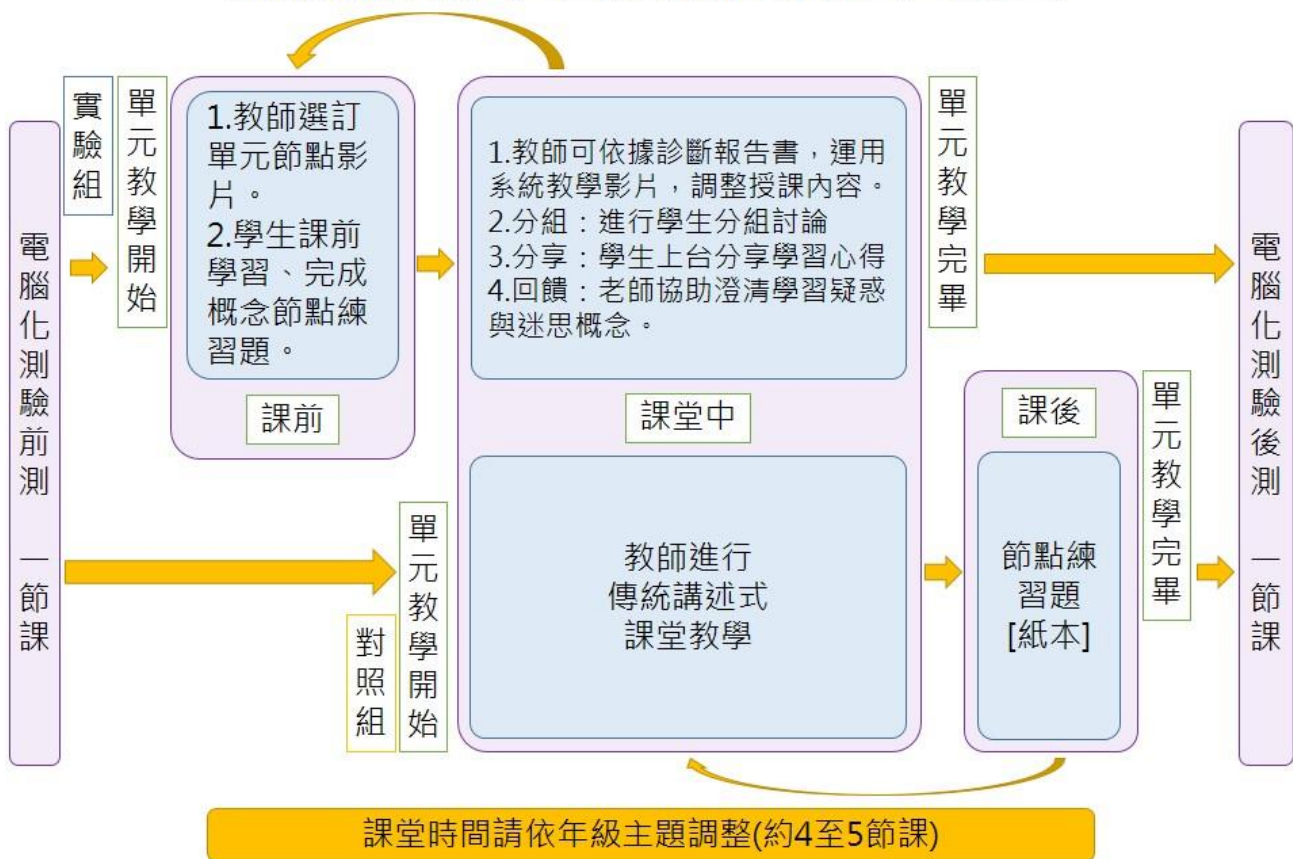 電腦化測驗前測 一節課
實驗組
單元教學開始
1.教師選訂
單元節點影
片。
2.學生課前
學習、完成
概念節點練
習題。
課前
1.教師可依據診斷報告書，運用
系統教學影片，調整授課內容。
2.分組：進行學生分組討論
3.分享：學生上台分享學習心得
4.回饋：老師協助澄清學習疑惑
與迷思概念。
課堂中
單元教學完畢
對照組
單元教學開始
教師進行
傳統講述式
課堂教學
課後
節點練
習題
[紙本]
單元教學完畢
電腦化測驗後測 一節課
課堂時間請依年級主題調整(約4至5節課)